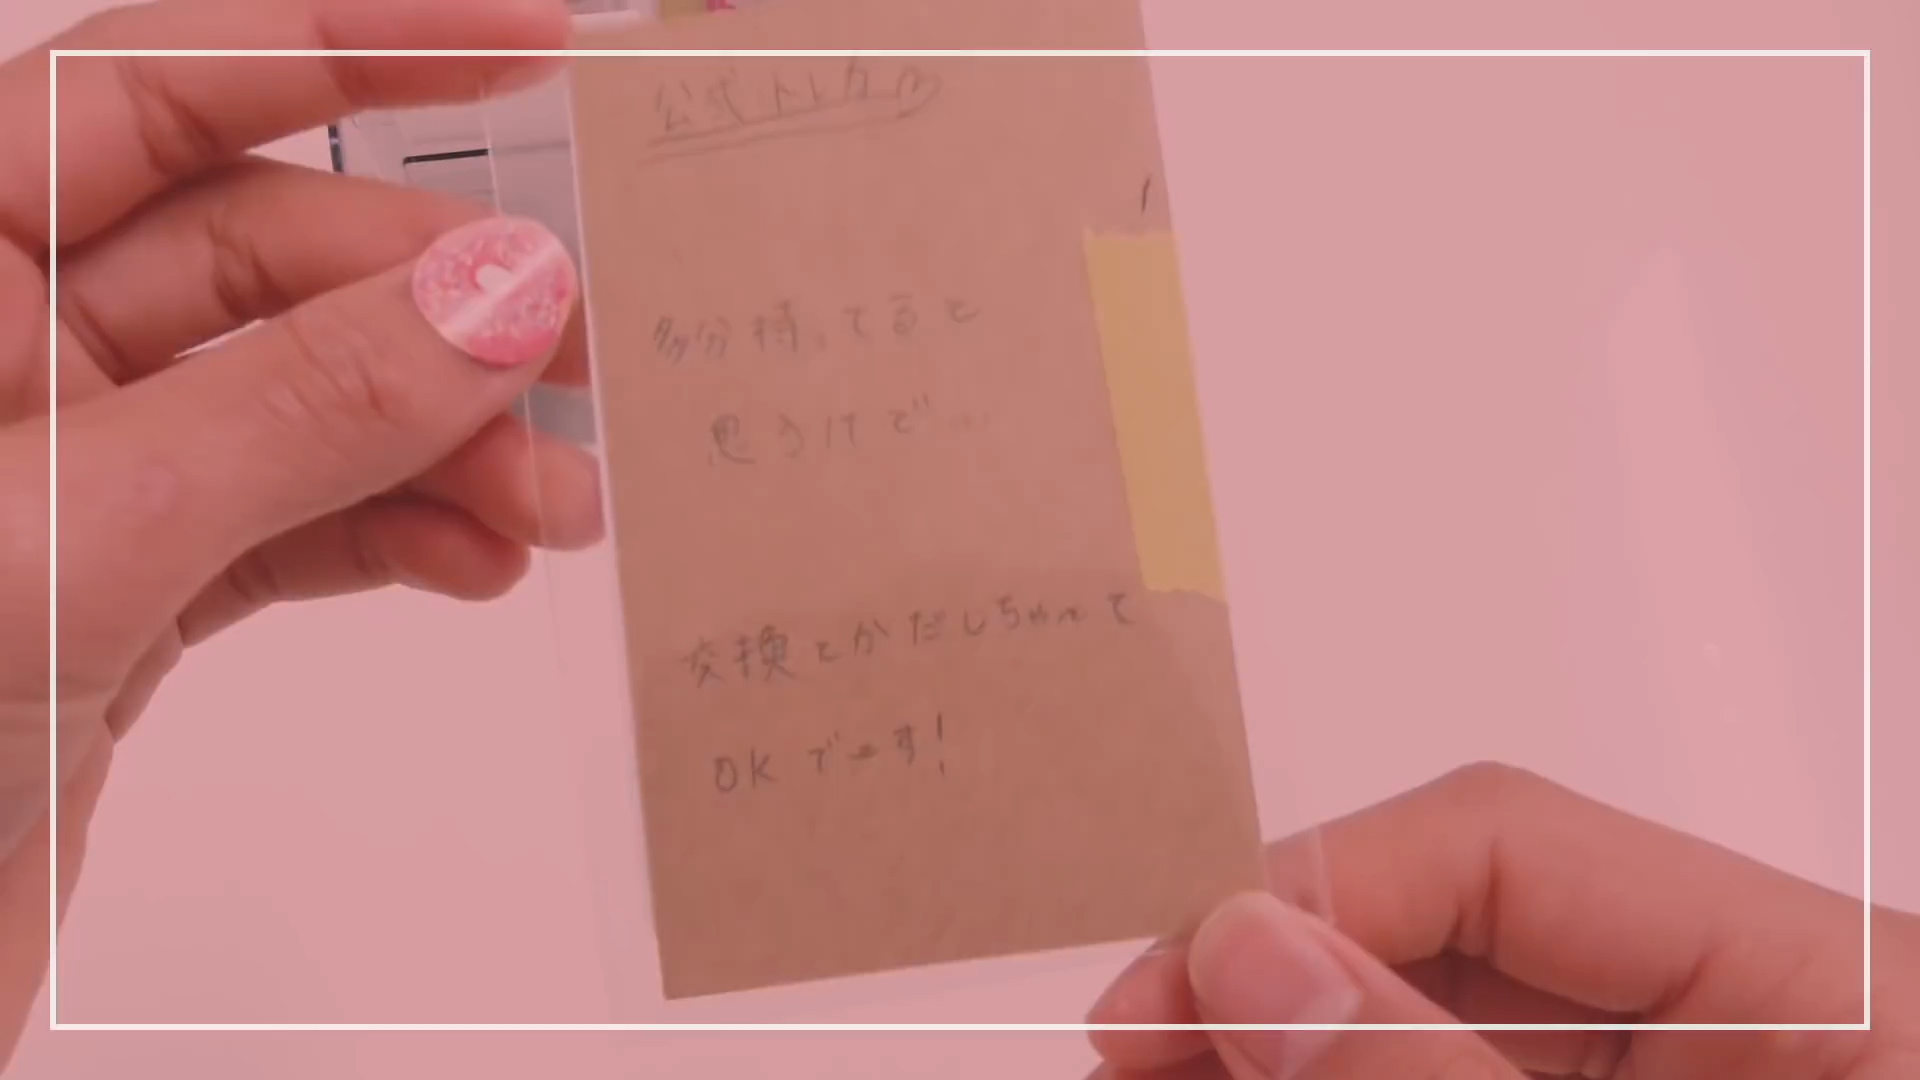 公式トレカ♡
多分持ってると
思うけど…
交換とかだしちゃって
OKでーす!